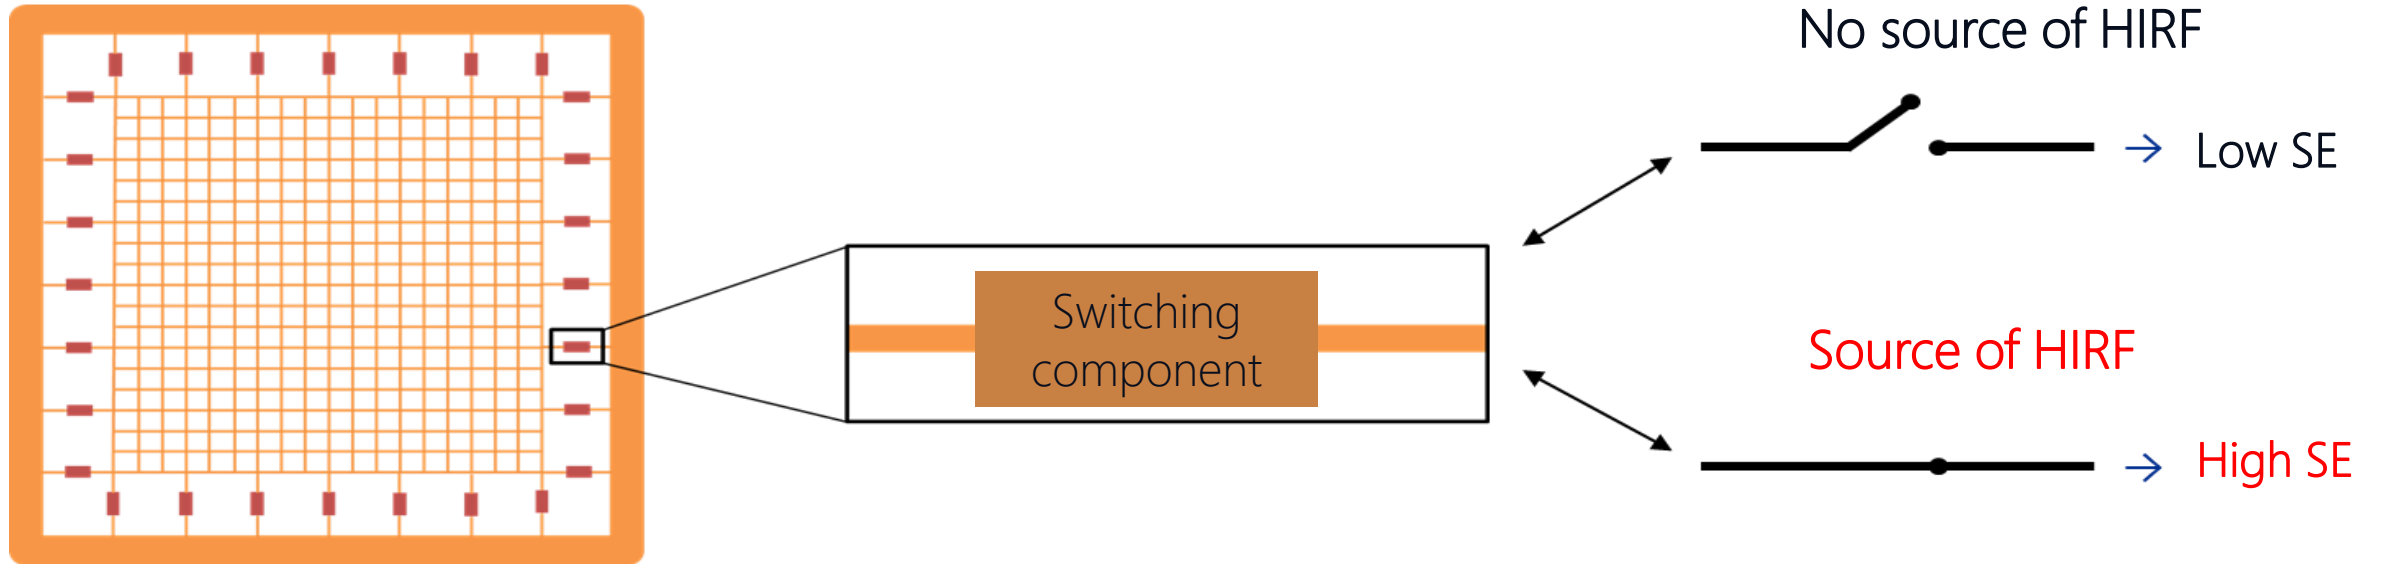 No source of HIRF
Low SE
Switching
component
Source of HIRF
High SE